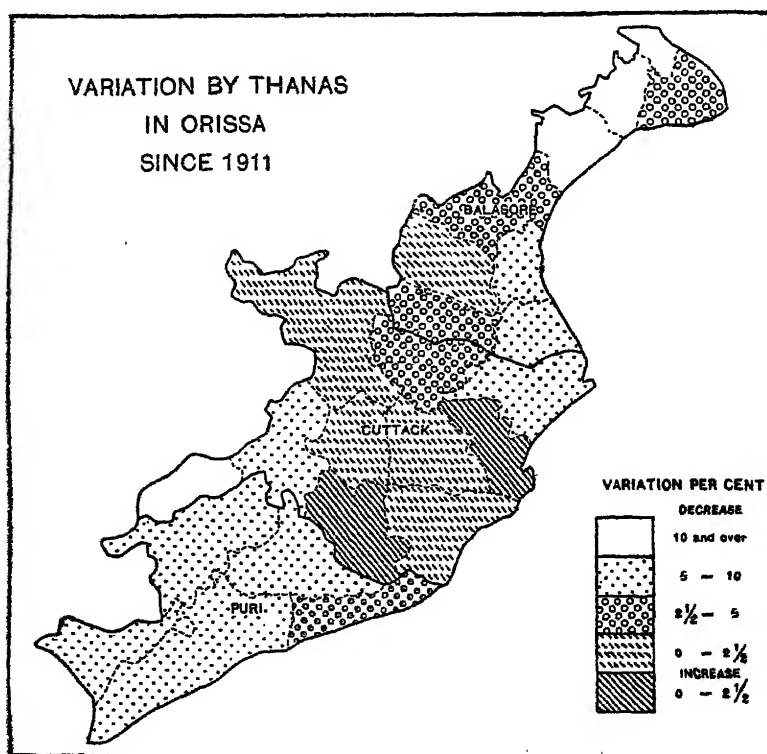 VARIATION BY THANAS
IN ORISSA
SINCE 1911
BALASORE
CUTTACK
PURI.
VARIATION PER CENT
DECREASE
10 and over
5 — 10
2½ — 5
0 — 2½
INCREASE
0 — 2½